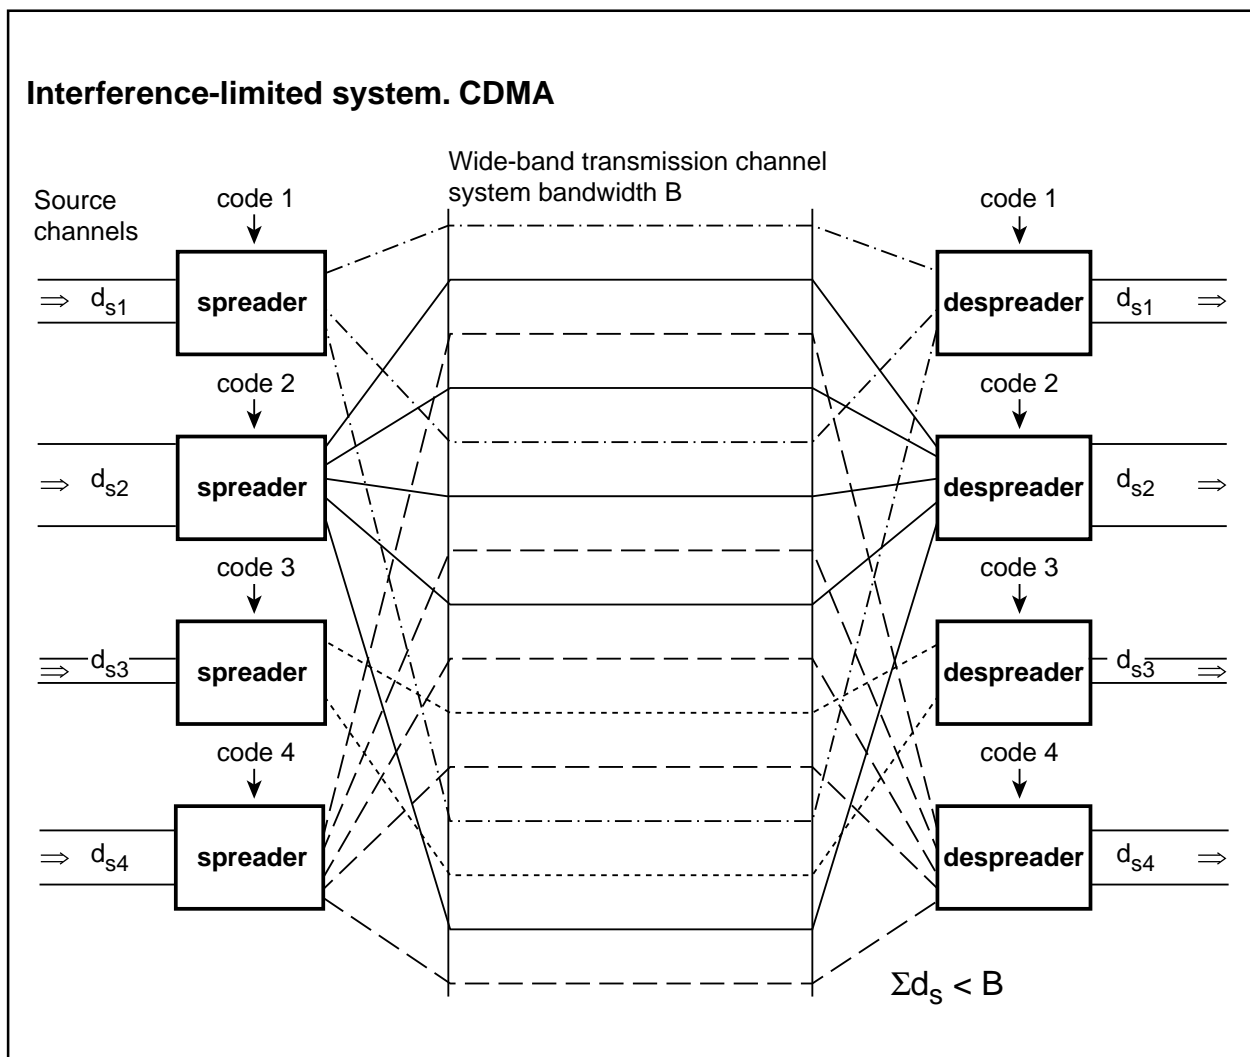 Interference-limited system. CDMA
Wide-band transmission channel
system bandwidth B
Source
channels
code 1
code 1
⇒ ds1
spreader
despreader
ds1 ⇒
code 2
code 2
⇒ ds2
spreader
despreader
ds2 ⇒
code 3
code 3
⇒ ds3
spreader
despreader
ds3 ⇒
code 4
code 4
⇒ ds4
spreader
despreader
ds4 ⇒
Σds < B